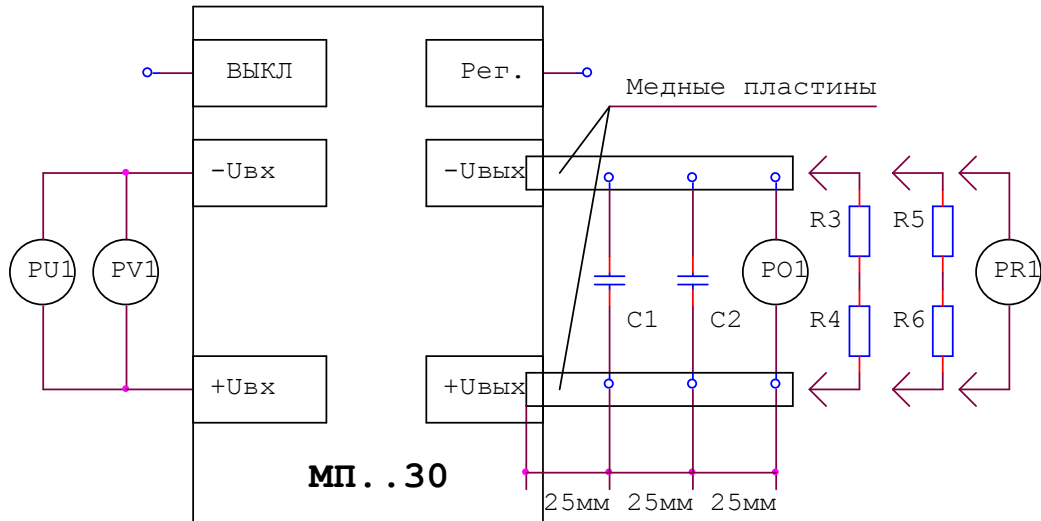 ВЫКЛ
Рег.
Медные пластины
-Uвх
-Uвых
R3
R5
PU1
PV1
PO1
PR1
C1
C2
R4
R6
+Uвх
+Uвых
МП..30
25мм 25мм 25мм